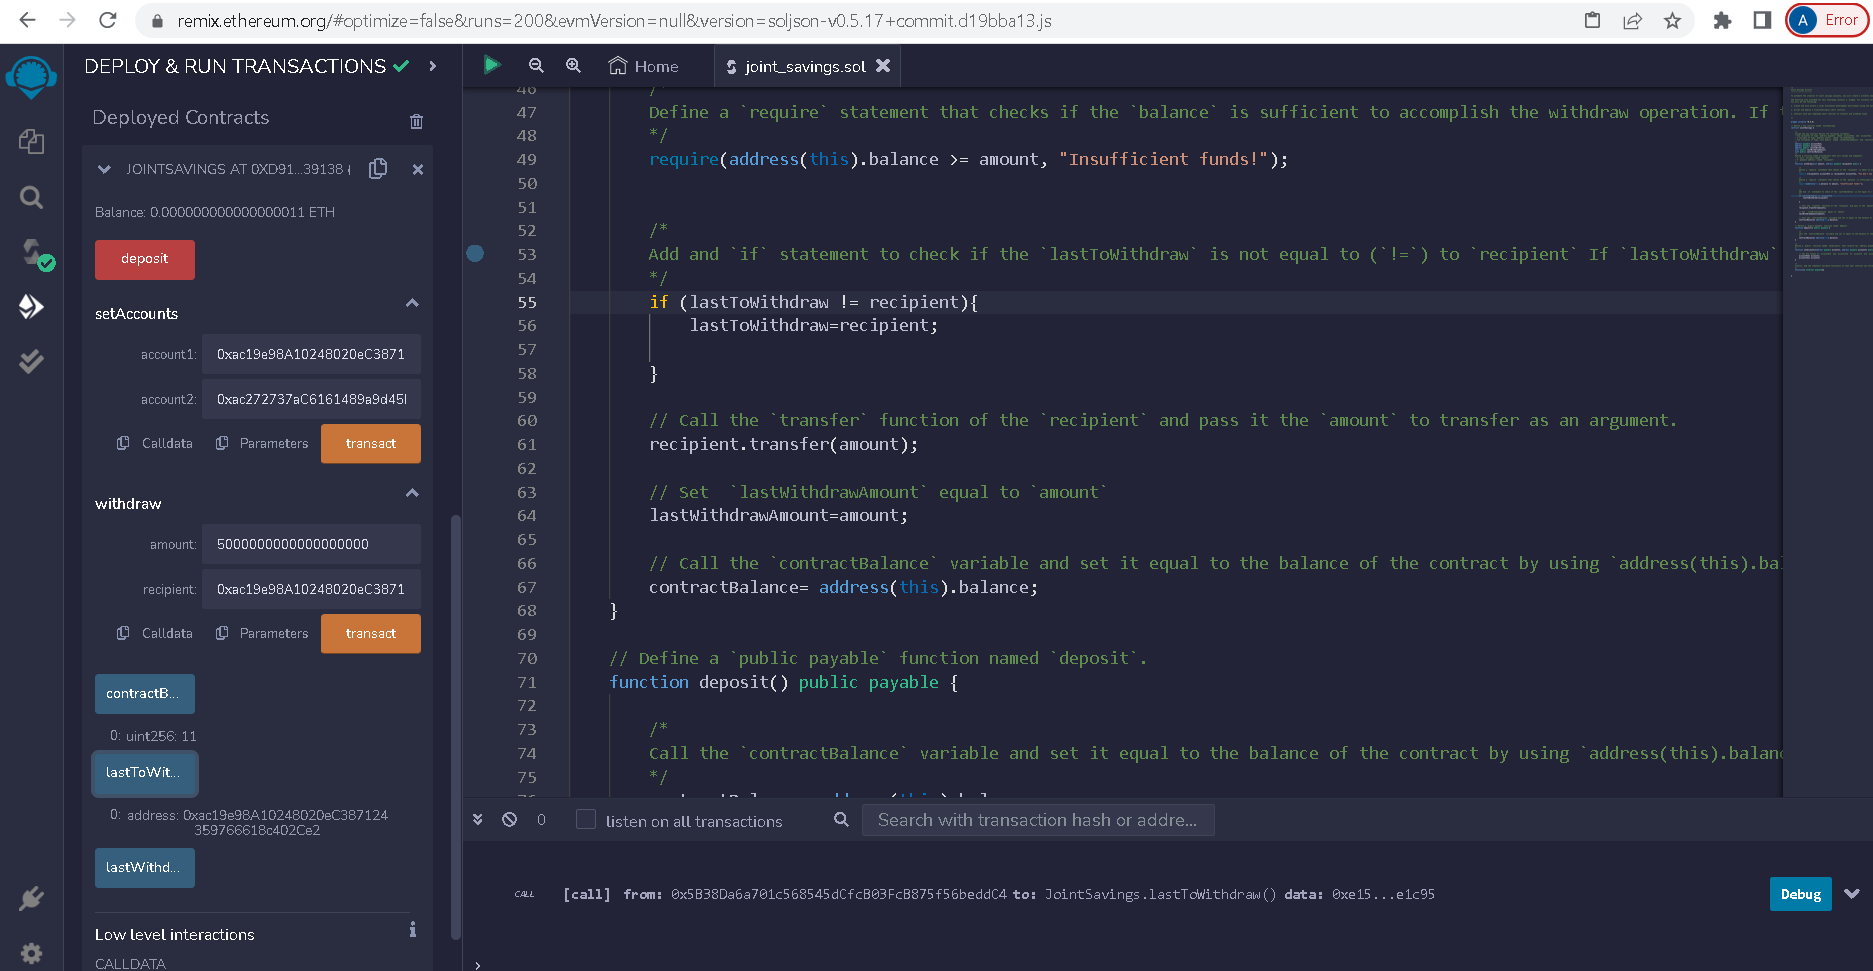 remix.ethereum.org/#optimize=false&runs=200&evmVersion=null&version=soljson-v0.5.17+commit.d19bba13.js
A Error
DEPLOY & RUN TRANSACTIONS
Deployed Contracts
JOINTSAVINGS AT 0XD91...39138 (
Balance: 0.000000000000000011 ETH
deposit
setAccounts
account1: 0xac19e98A10248020eC3871
account2: 0xac272737aC6161489a9d45
Calldata Parameters transact
withdraw
amount: 5000000000000000000
recipient: 0xac19e98A10248020eC3871
Calldata Parameters transact
contractB...
0: uint256: 11
lastToWit...
0: address: 0xac19e98A10248020eC387124
359766618c402Ce2
lastWithd...
Low level interactions
i
CALLDATA
Home
joint_savings.sol
46 /*
47 Define a `require` statement that checks if the `balance` is sufficient to accomplish the withdraw operation. If
48 */
49 require(address(this).balance >= amount, "Insufficient funds!");
50
51
52 /*
53 Add and `if` statement to check if the `lastToWithdraw` is not equal to (`!=`) to `recipient` If `lastToWithdraw`
54 */
55 if (lastToWithdraw != recipient){
56 lastToWithdraw=recipient;
57
58 }
59
60 // Call the `transfer` function of the `recipient` and pass it the `amount` to transfer as an argument.
61 recipient.transfer(amount);
62
63 // Set  `lastWithdrawAmount` equal to `amount`
64 lastWithdrawAmount=amount;
65
66 // Call the `contractBalance` variable and set it equal to the balance of the contract by using `address(this).bal
67 contractBalance= address(this).balance;
68 }
69
70 // Define a `public payable` function named `deposit`.
71 function deposit() public payable {
72
73 /*
74 Call the `contractBalance` variable and set it equal to the balance of the contract by using `address(this).balanc
75 */
0
listen on all transactions
Search with transaction hash or addre...
CALL [call] from: 0x5B38Da6a701c568545dCfcB03FcB875f56beddC4 to: JointSavings.lastToWithdraw() data: 0xe15...e1c95
Debug
>